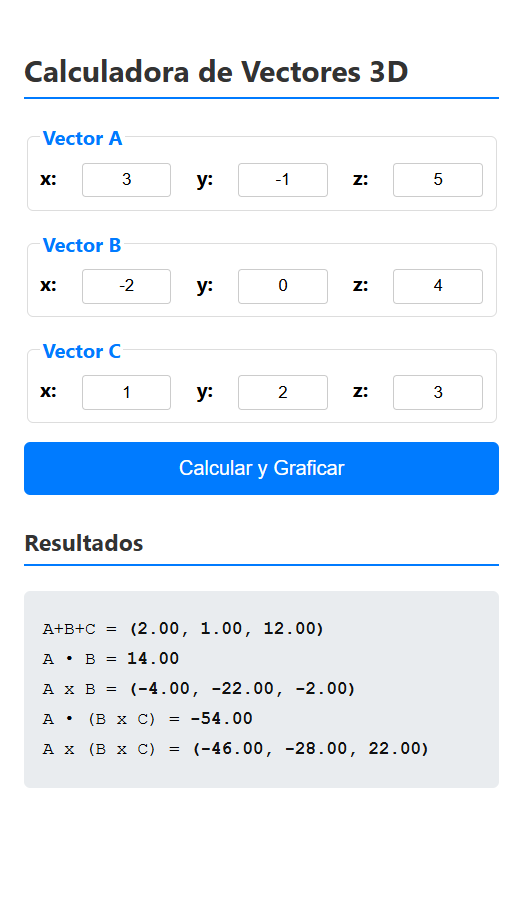 Calculadora de Vectores 3D
Vector A
x: 3 y: -1 z: 5
Vector B
x: -2 y: 0 z: 4
Vector C
x: 1 y: 2 z: 3
Calcular y Graficar
Resultados
A+B+C = (2.00, 1.00, 12.00)
A • B = 14.00
A x B = (-4.00, -22.00, -2.00)
A • (B x C) = -54.00
A x (B x C) = (-46.00, -28.00, 22.00)